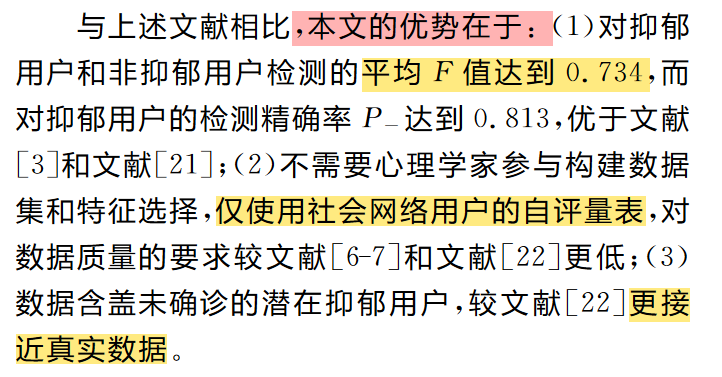 与上述文献相比,本文的优势在于:(1)对抑郁
用户和非抑郁用户检测的平均 F 值达到 0.734,而
对抑郁用户的检测精确率 P_ 达到 0.813,优于文献
[3]和文献[21];(2)不需要心理学家参与构建数据
集和特征选择,仅使用社会网络用户的自评量表,对
数据质量的要求较文献[6-7]和文献[22]更低;(3)
数据含盖未确诊的潜在抑郁用户,较文献[22]更接
近真实数据。